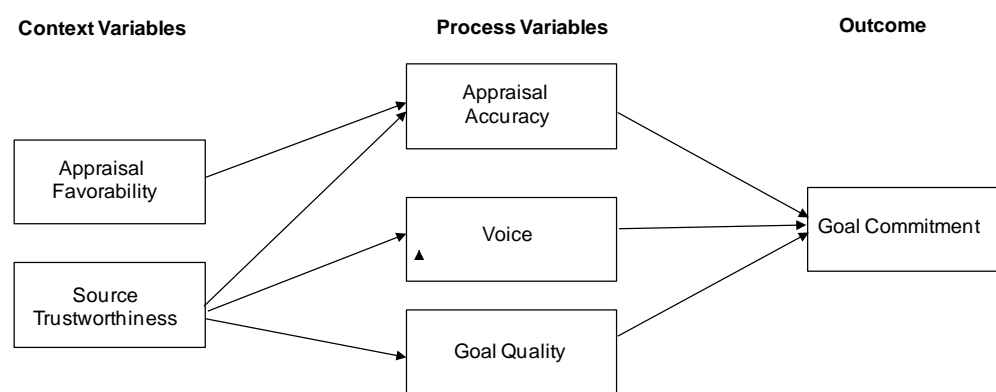 Context Variables
Process Variables
Outcome
Appraisal
Favorability
Source
Trustworthiness
Appraisal
Accuracy
Voice
Goal Quality
Goal Commitment